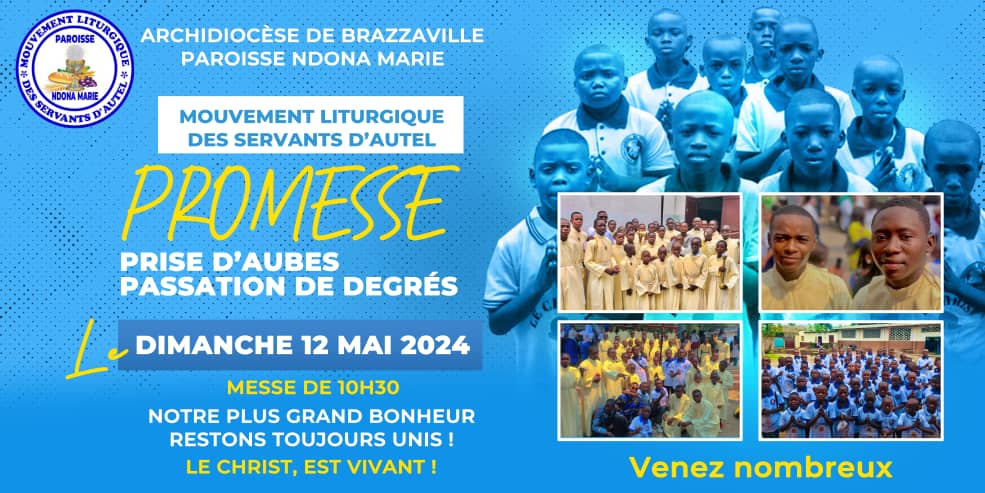 MOUVEMENT LITURGIQUE
PAROISSE
NDONA MARIE
DES SERVANTS D'AUTEL
ARCHIDIOCÈSE DE BRAZZAVILLE
PAROISSE NDONA MARIE
MOUVEMENT LITURGIQUE
DES SERVANTS D'AUTEL
PROMESSE
PRISE D'AUBES
PASSATION DE DEGRÉS
Le DIMANCHE 12 MAI 2024
MESSE DE 10H30
NOTRE PLUS GRAND BONHEUR
RESTONS TOUJOURS UNIS !
LE CHRIST, EST VIVANT !
Venez nombreux